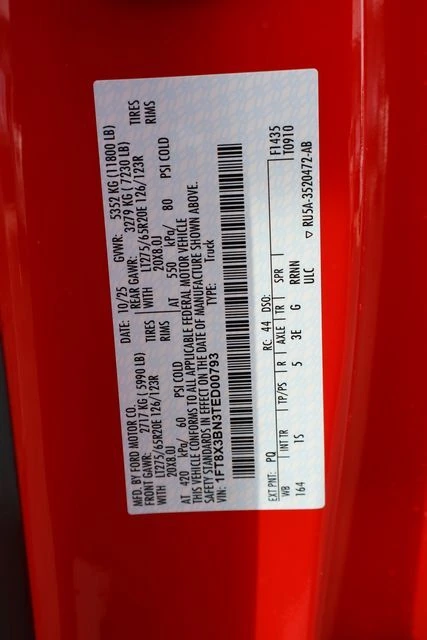 MFD. BY FORD MOTOR CO.
DATE: 10/25
GVWR: 5352 KG (11800 LB)
FRONT GAWR: 2717 KG (5990 LB)
REAR GAWR: 3279 KG (7230 LB)
WITH LT275/65R20E 126/123R TIRES
WITH LT275/65R20E 126/123R TIRES
20X8.0J RIMS
20X8.0J RIMS
AT 420 kPa/ 60 PSI COLD
AT 550 kPa/ 80 PSI COLD
THIS VEHICLE CONFORMS TO ALL APPLICABLE FEDERAL MOTOR VEHICLE
SAFETY STANDARDS IN EFFECT ON THE DATE OF MANUFACTURE SHOWN ABOVE.
VIN: 1FT8X3BN3TED00793
TYPE: Truck
F1435
T0910
EXT PNT: PQ RC: 44 DSO:
WB INT TR TP/PS R AXLE TR SPR
164 1S 5 3E G RRNN
ULC
▽ RU5A-3520472-AB